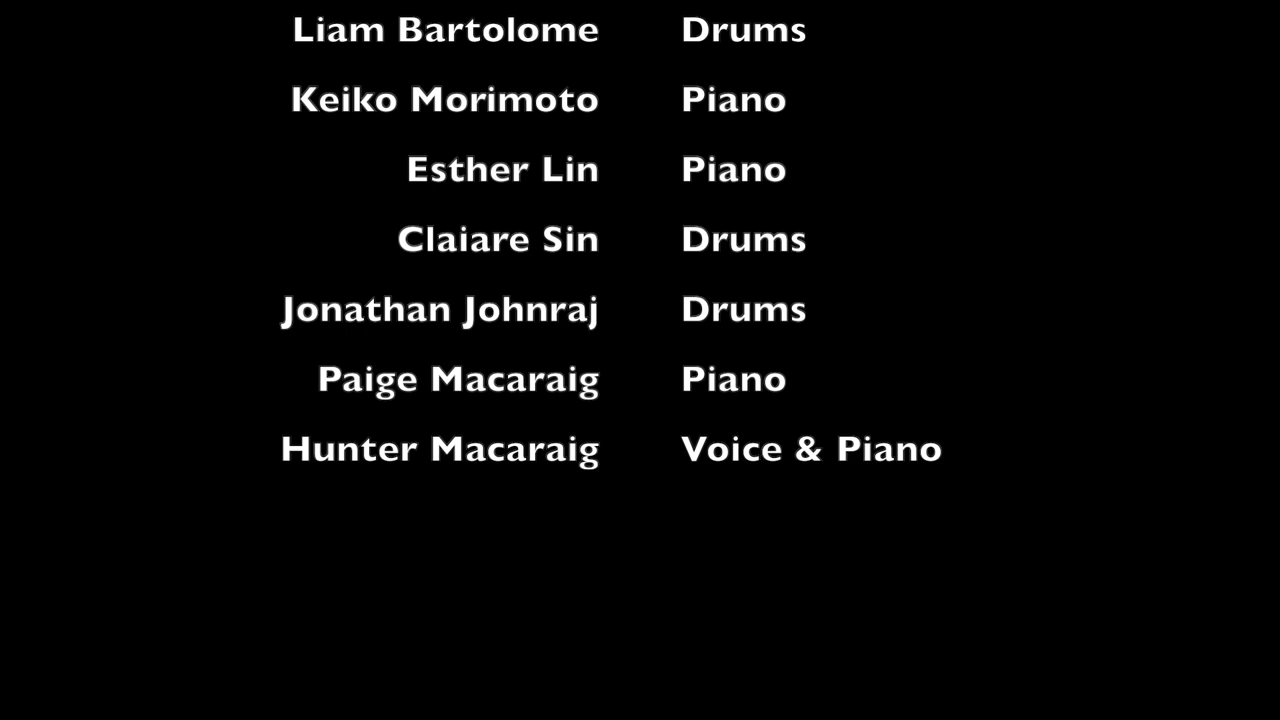 Liam Bartolome Drums
Keiko Morimoto Piano
Esther Lin Piano
Claiare Sin Drums
Jonathan Johnraj Drums
Paige Macaraig Piano
Hunter Macaraig Voice & Piano